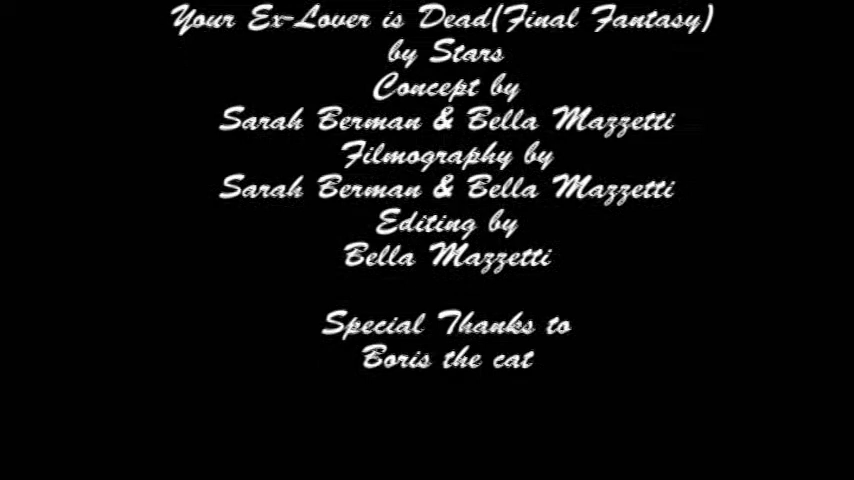 Your Ex-Lover is Dead(Final Fantasy)
by Stars
Concept by
Sarah Berman & Bella Mazzetti
Filmography by
Sarah Berman & Bella Mazzetti
Editing by
Bella Mazzetti
Special Thanks to
Boris the cat